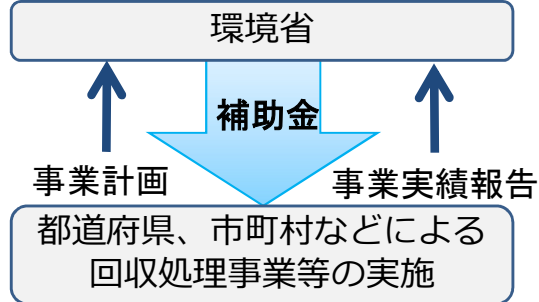 環境省
補助金
事業計画
事業実績報告
都道府県、市町村などによる
回収処理事業等の実施